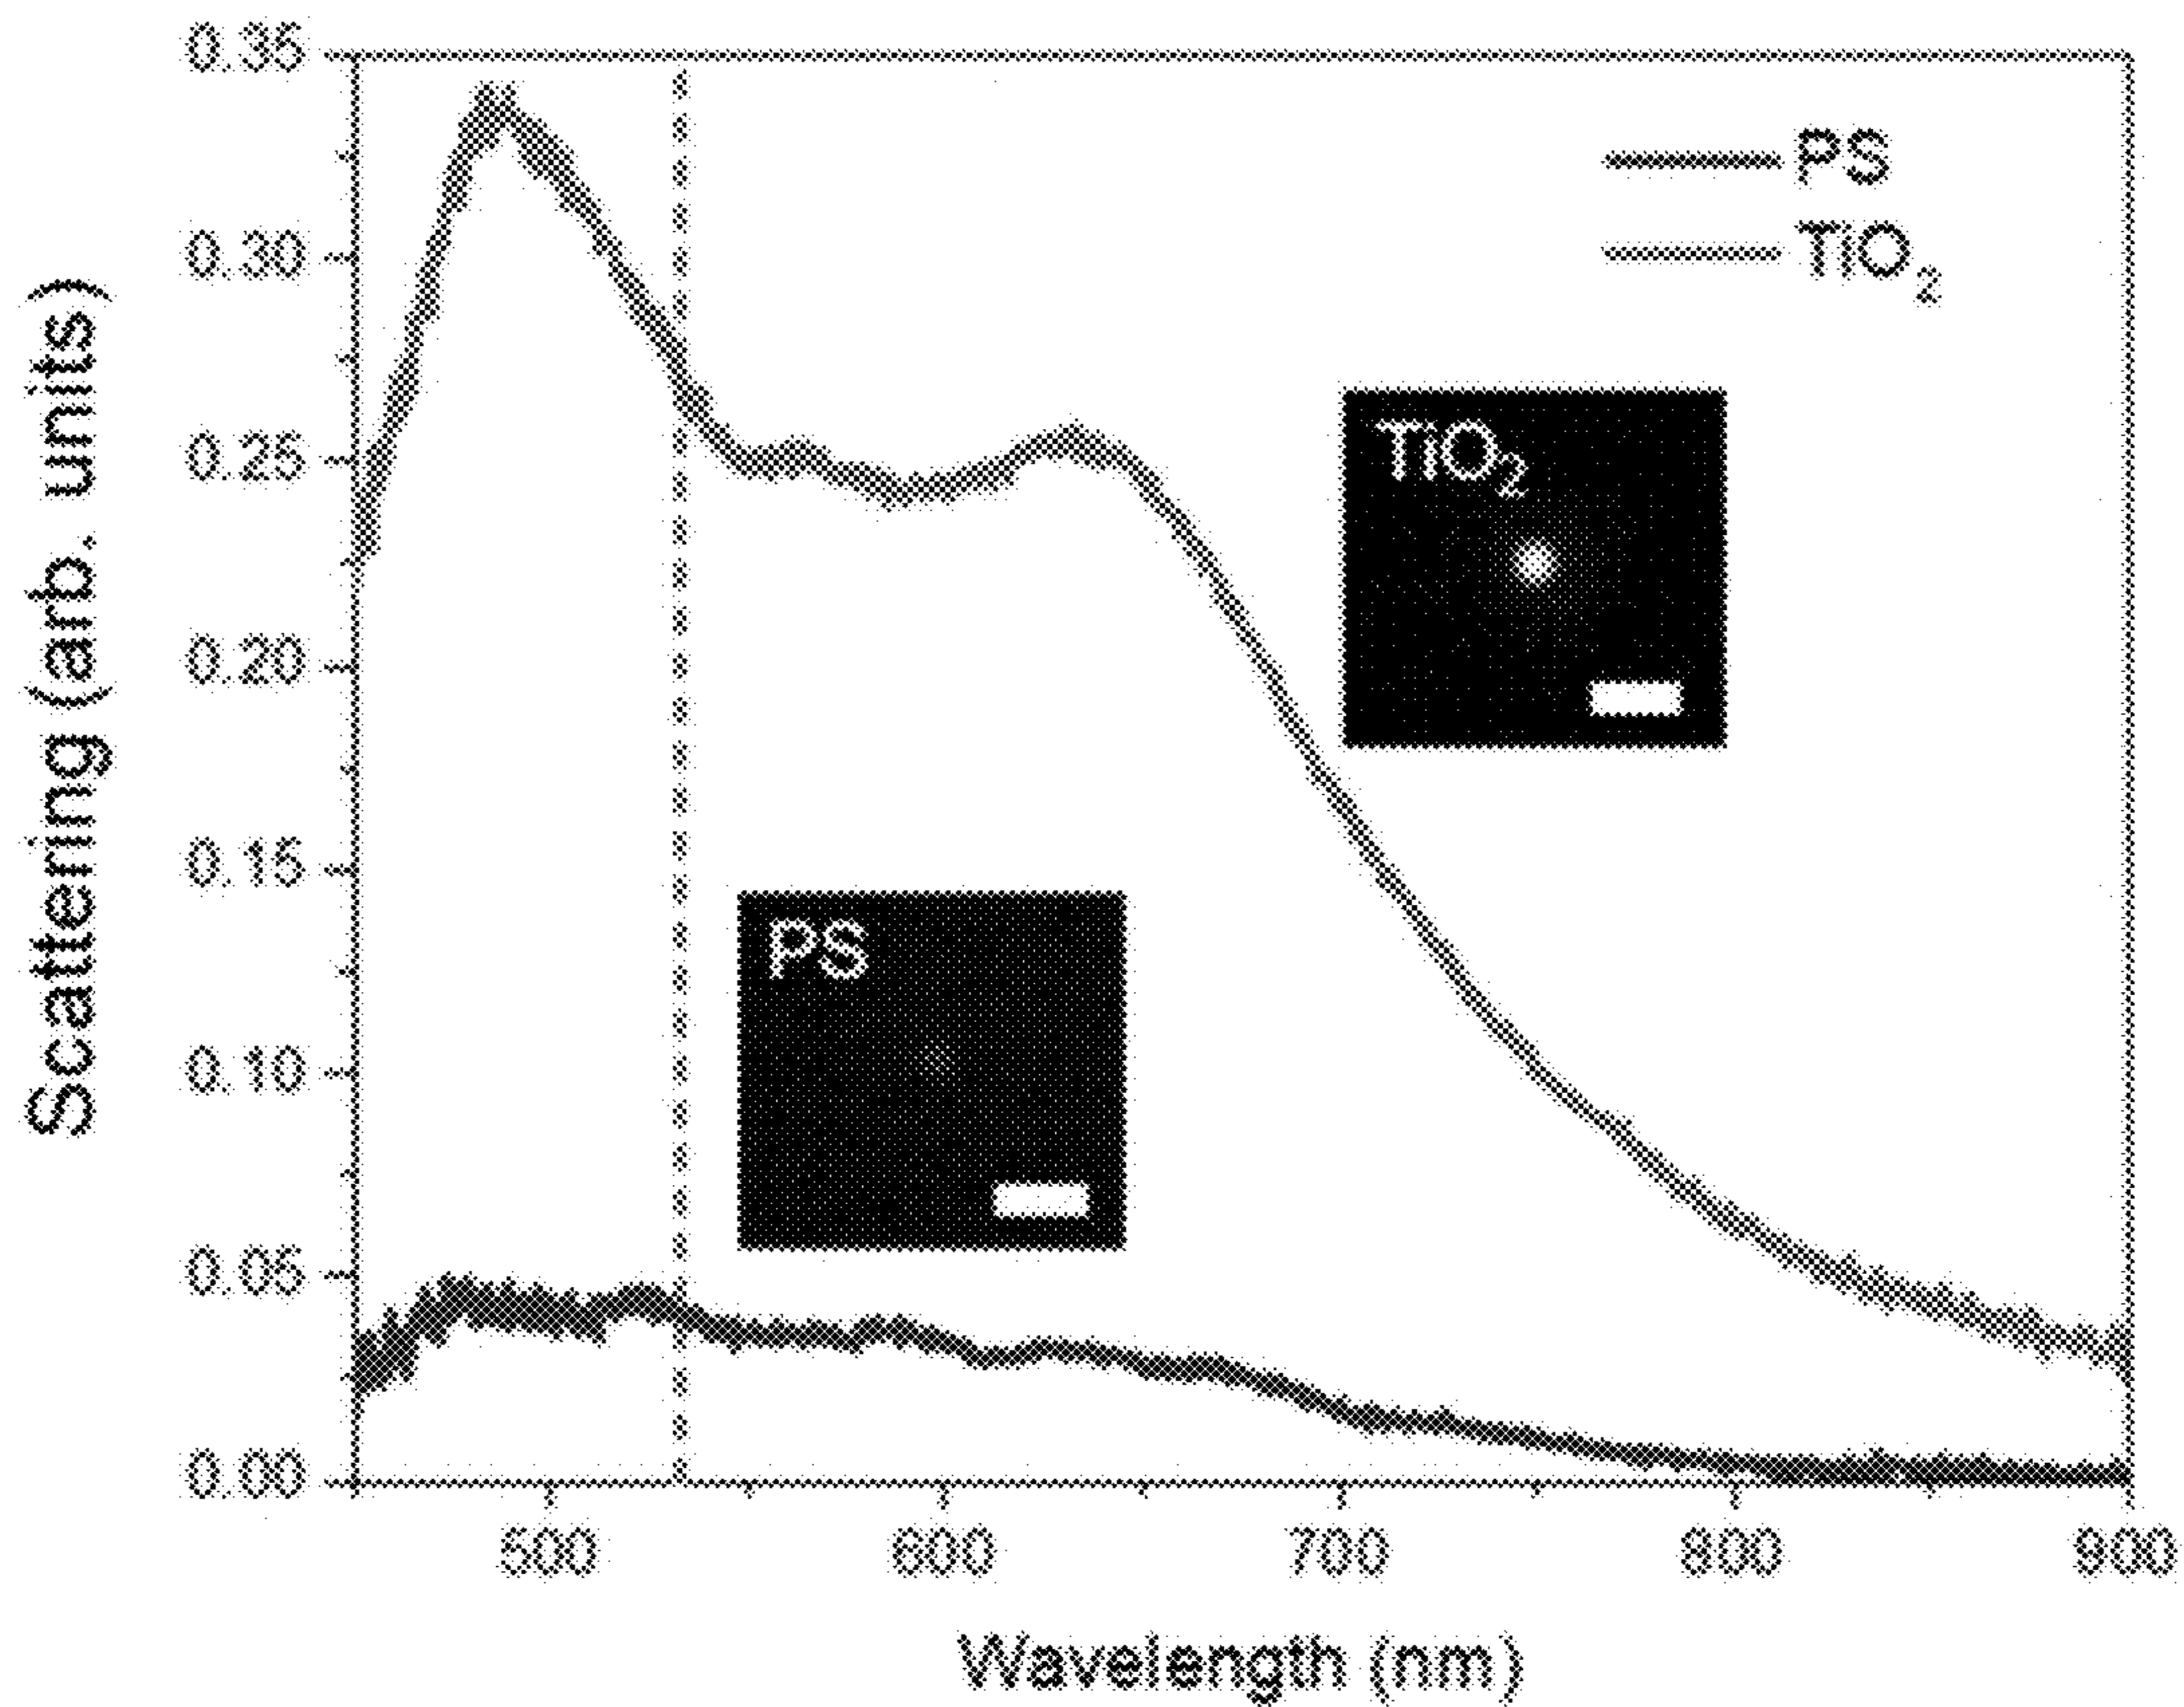 Scattering (arb. units)
0.35
0.30
0.25
0.20
0.15
0.10
0.05
0.00
PS
TiO₂
TiO₂
PS
500 600 700 800 900
Wavelength (nm)